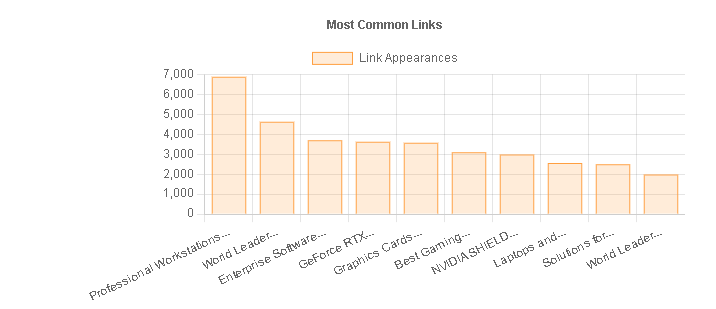 Most Common Links
Link Appearances
7,000
6,000
5,000
4,000
3,000
2,000
1,000
0
Professional Workstations...
World Leader...
Enterprise Software...
GeForce RTX...
Graphics Cards...
Best Gaming...
NVIDIA SHIELD...
Laptops and...
Solutions for...
World Leader...